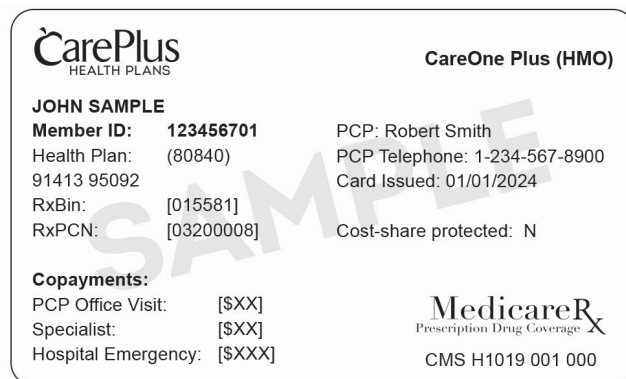 CarePlus
HEALTH PLANS
CareOne Plus (HMO)
JOHN SAMPLE
Member ID: 123456701
Health Plan: (80840)
91413 95092
RxBin: [015581]
RxPCN: [03200008]
PCP: Robert Smith
PCP Telephone: 1-234-567-8900
Card Issued: 01/01/2024
Cost-share protected: N
SAMPLE
Copayments:
PCP Office Visit: [$XX]
Specialist: [$XX]
Hospital Emergency: [$XXX]
MedicareRx
Prescription Drug Coverage
CMS H1019 001 000